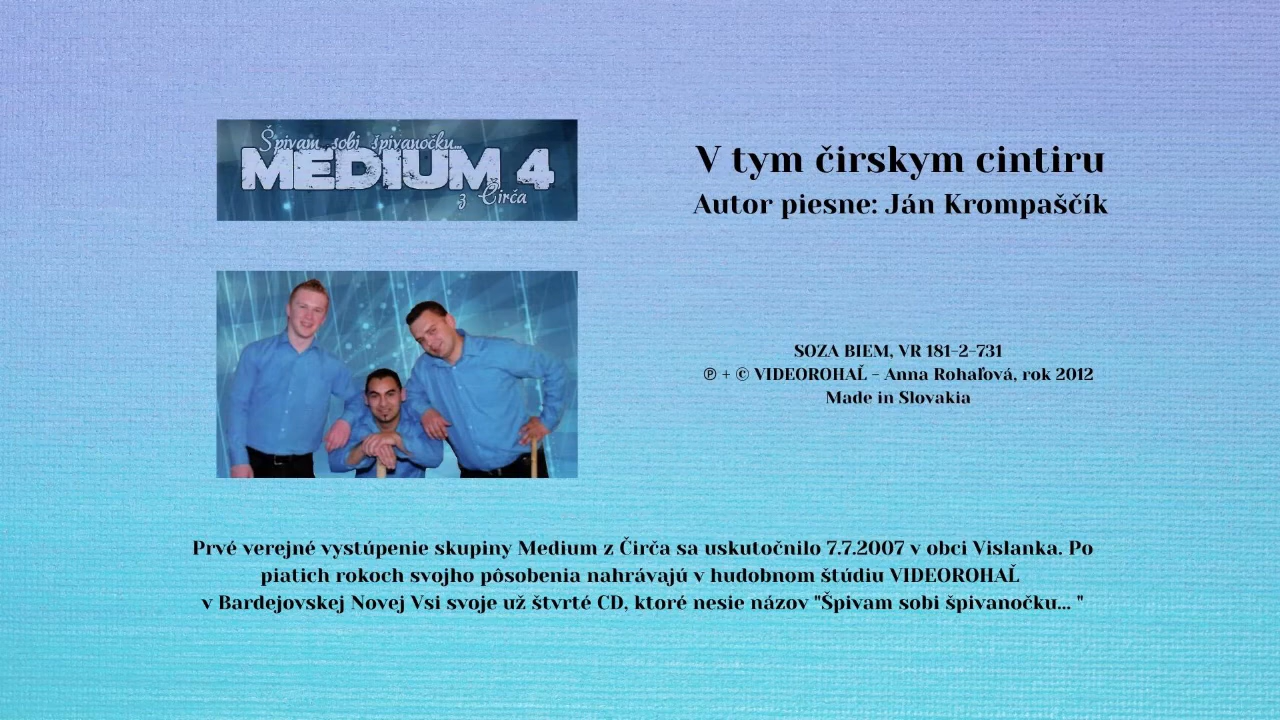 Špivam sobi špivanočku...
MEDIUM 4
z Čirča
V tym čirskym cintiru
Autor piesne: Ján Krompaščík
SOZA BIEM, VR 181-2-731
℗ + © VIDEOROHAĽ - Anna Rohaľová, rok 2012
Made in Slovakia
Prvé verejné vystúpenie skupiny Medium z Čirča sa uskutočnilo 7.7.2007 v obci Vislanka. Po
piatich rokoch svojho pôsobenia nahrávajú v hudobnom štúdiu VIDEOROHAĽ
v Bardejovskej Novej Vsi svoje už štvrté CD, ktoré nesie názov "Špivam sobi špivanočku... "